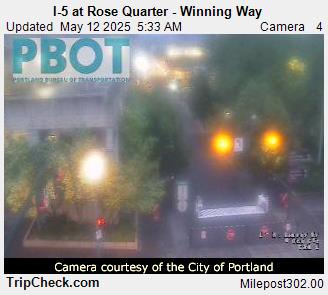 I-5 at Rose Quarter - Winning Way
Updated May 12 2025 5:33 AM Camera 4
PBOT
PORTLAND BUREAU OF TRANSPORTATION
Camera courtesy of the City of Portland
TripCheck.com Milepost302.00